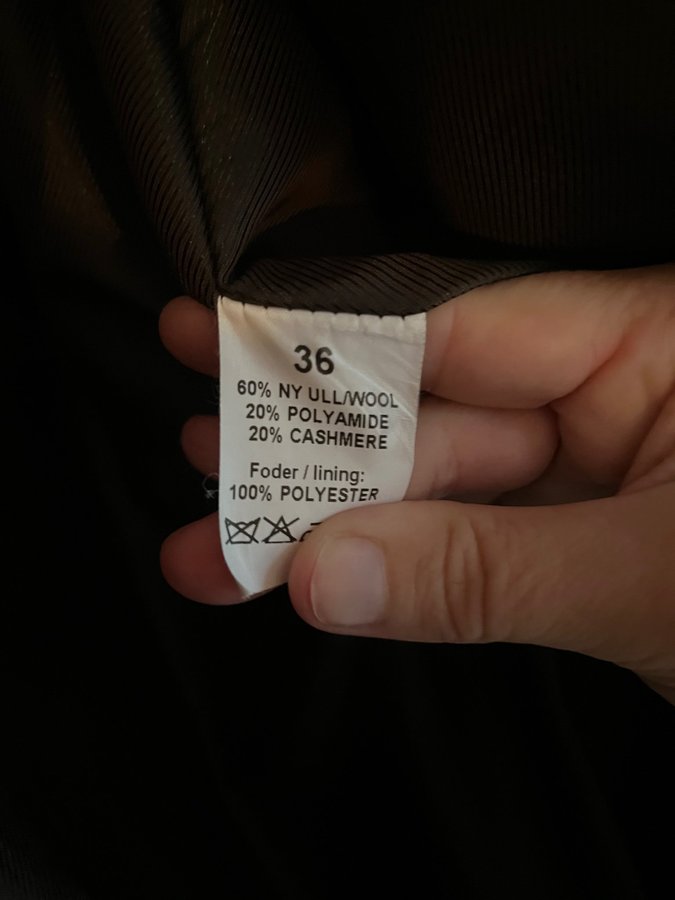 36
60% NY ULL/WOOL
20% POLYAMIDE
20% CASHMERE
Foder / lining:
100% POLYESTER